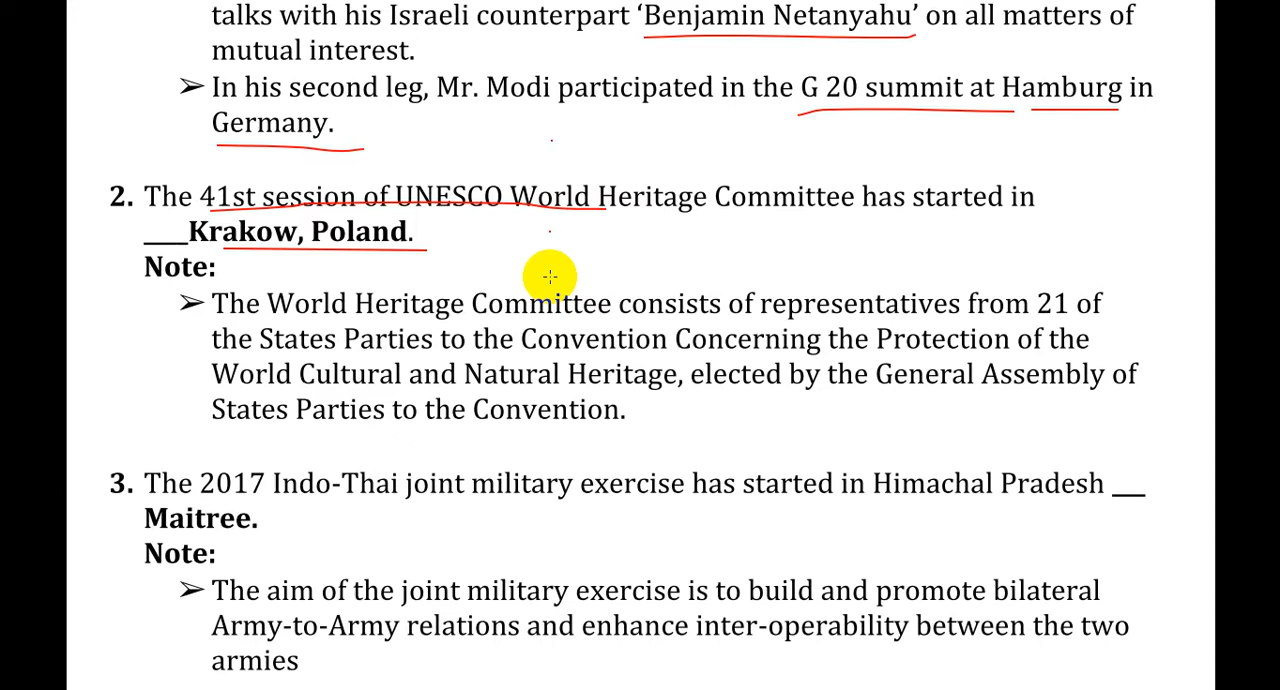 talks with his Israeli counterpart ‘Benjamin Netanyahu’ on all matters of
mutual interest.
➢ In his second leg, Mr. Modi participated in the G 20 summit at Hamburg in
Germany.
2. The 41st session of UNESCO World Heritage Committee has started in
___Krakow, Poland.
Note:
➢ The World Heritage Committee consists of representatives from 21 of
the States Parties to the Convention Concerning the Protection of the
World Cultural and Natural Heritage, elected by the General Assembly of
States Parties to the Convention.
3. The 2017 Indo-Thai joint military exercise has started in Himachal Pradesh __
Maitree.
Note:
➢ The aim of the joint military exercise is to build and promote bilateral
Army-to-Army relations and enhance inter-operability between the two
armies